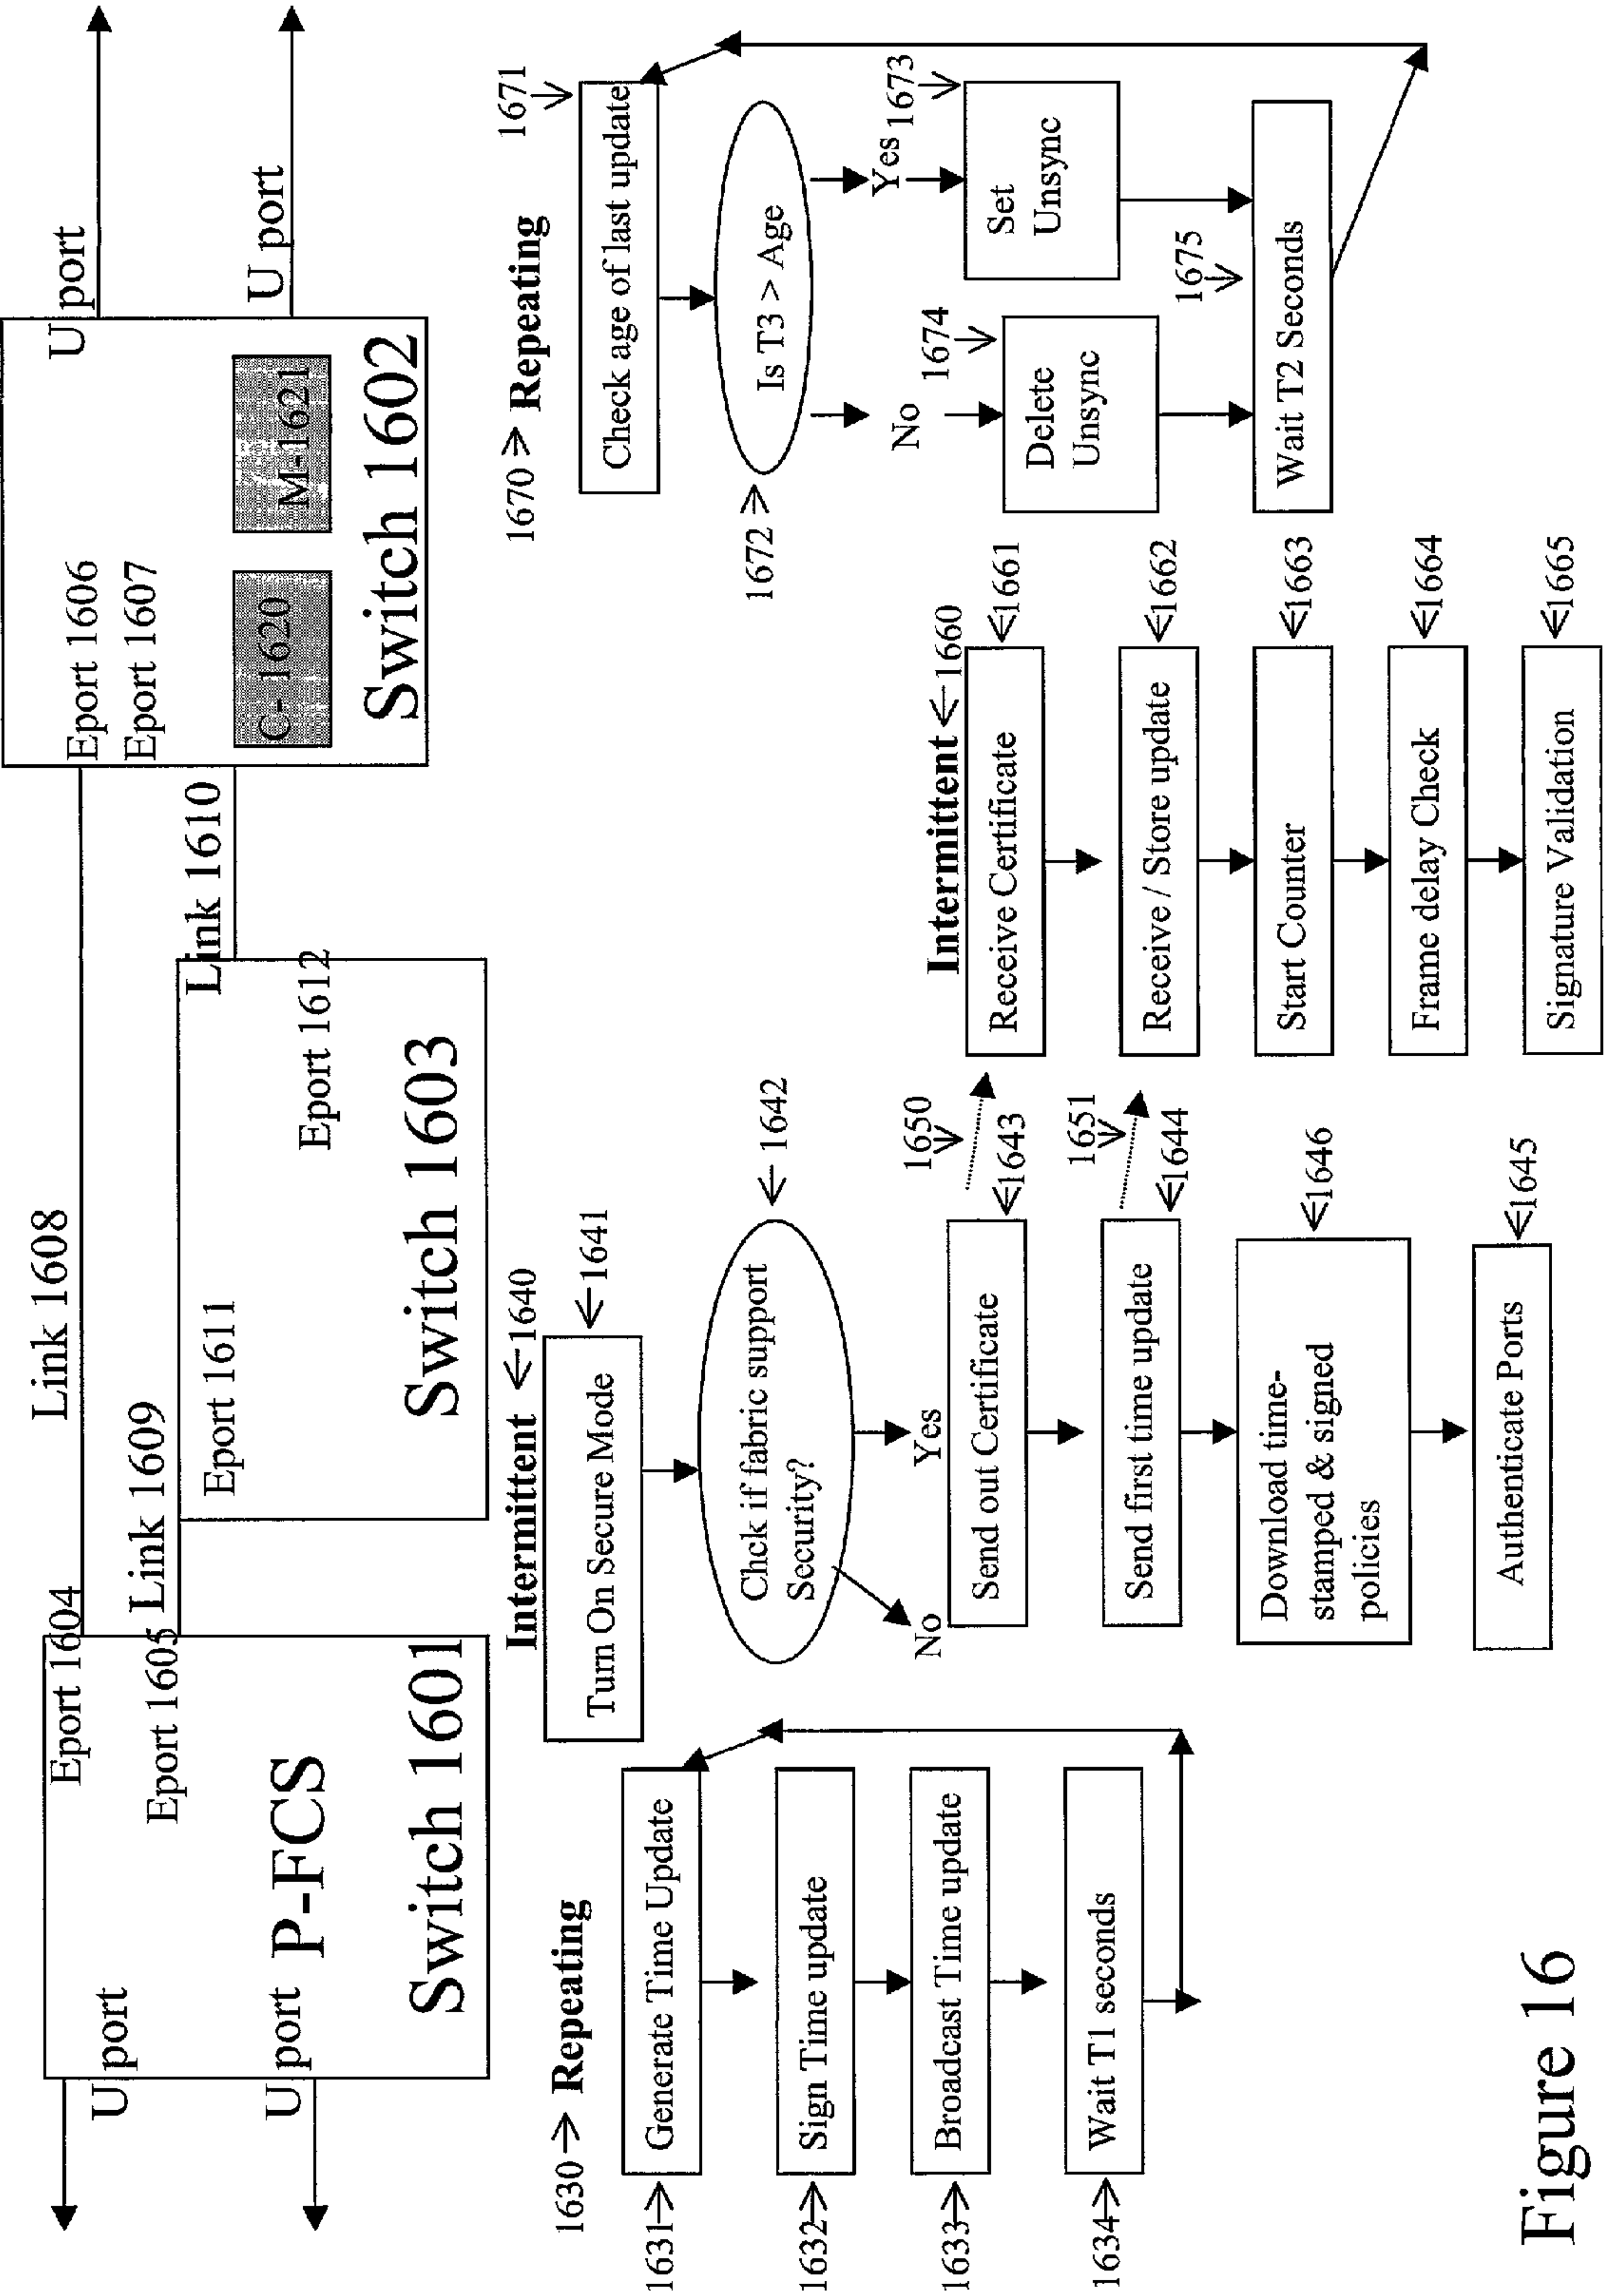 U port
U port
Eport 1604
Eport 1605
P-FCS
Switch 1601
Link 1608
Link 1609
Eport 1611
Eport 1612
Switch 1603
Link 1610
Eport 1606
Eport 1607
C- 1620
M-1621
Switch 1602
U port
U port
1630 Repeating
1631
Generate Time Update
1632
Sign Time update
1633
Broadcast Time update
1634
Wait T1 seconds
Intermittent 1640
Turn On Secure Mode
1641
Chck if fabric support
Security?
1642
No
Yes
Send out Certificate
1643
1650
Send first time update
1644
1651
Download time-
stamped & signed
policies
1646
Authenticate Ports
1645
Intermittent 1660
Receive Certificate
1661
Receive / Store update
1662
Start Counter
1663
Frame delay Check
1664
Signature Validation
1665
1670 Repeating
1671
Check age of last update
1672
Is T3 > Age
No
Yes
1674
Delete
Unsync
1673
Set
Unsync
1675
Wait T2 Seconds
Figure 16